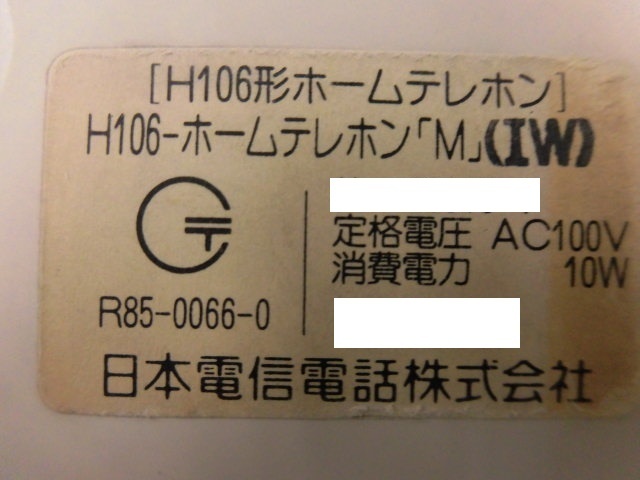 [H106形ホームテレホン]
H106-ホームテレホン「M」(IW)
定格電圧 AC100V
消費電力 10W
R85-0066-0
日本電信電話株式会社